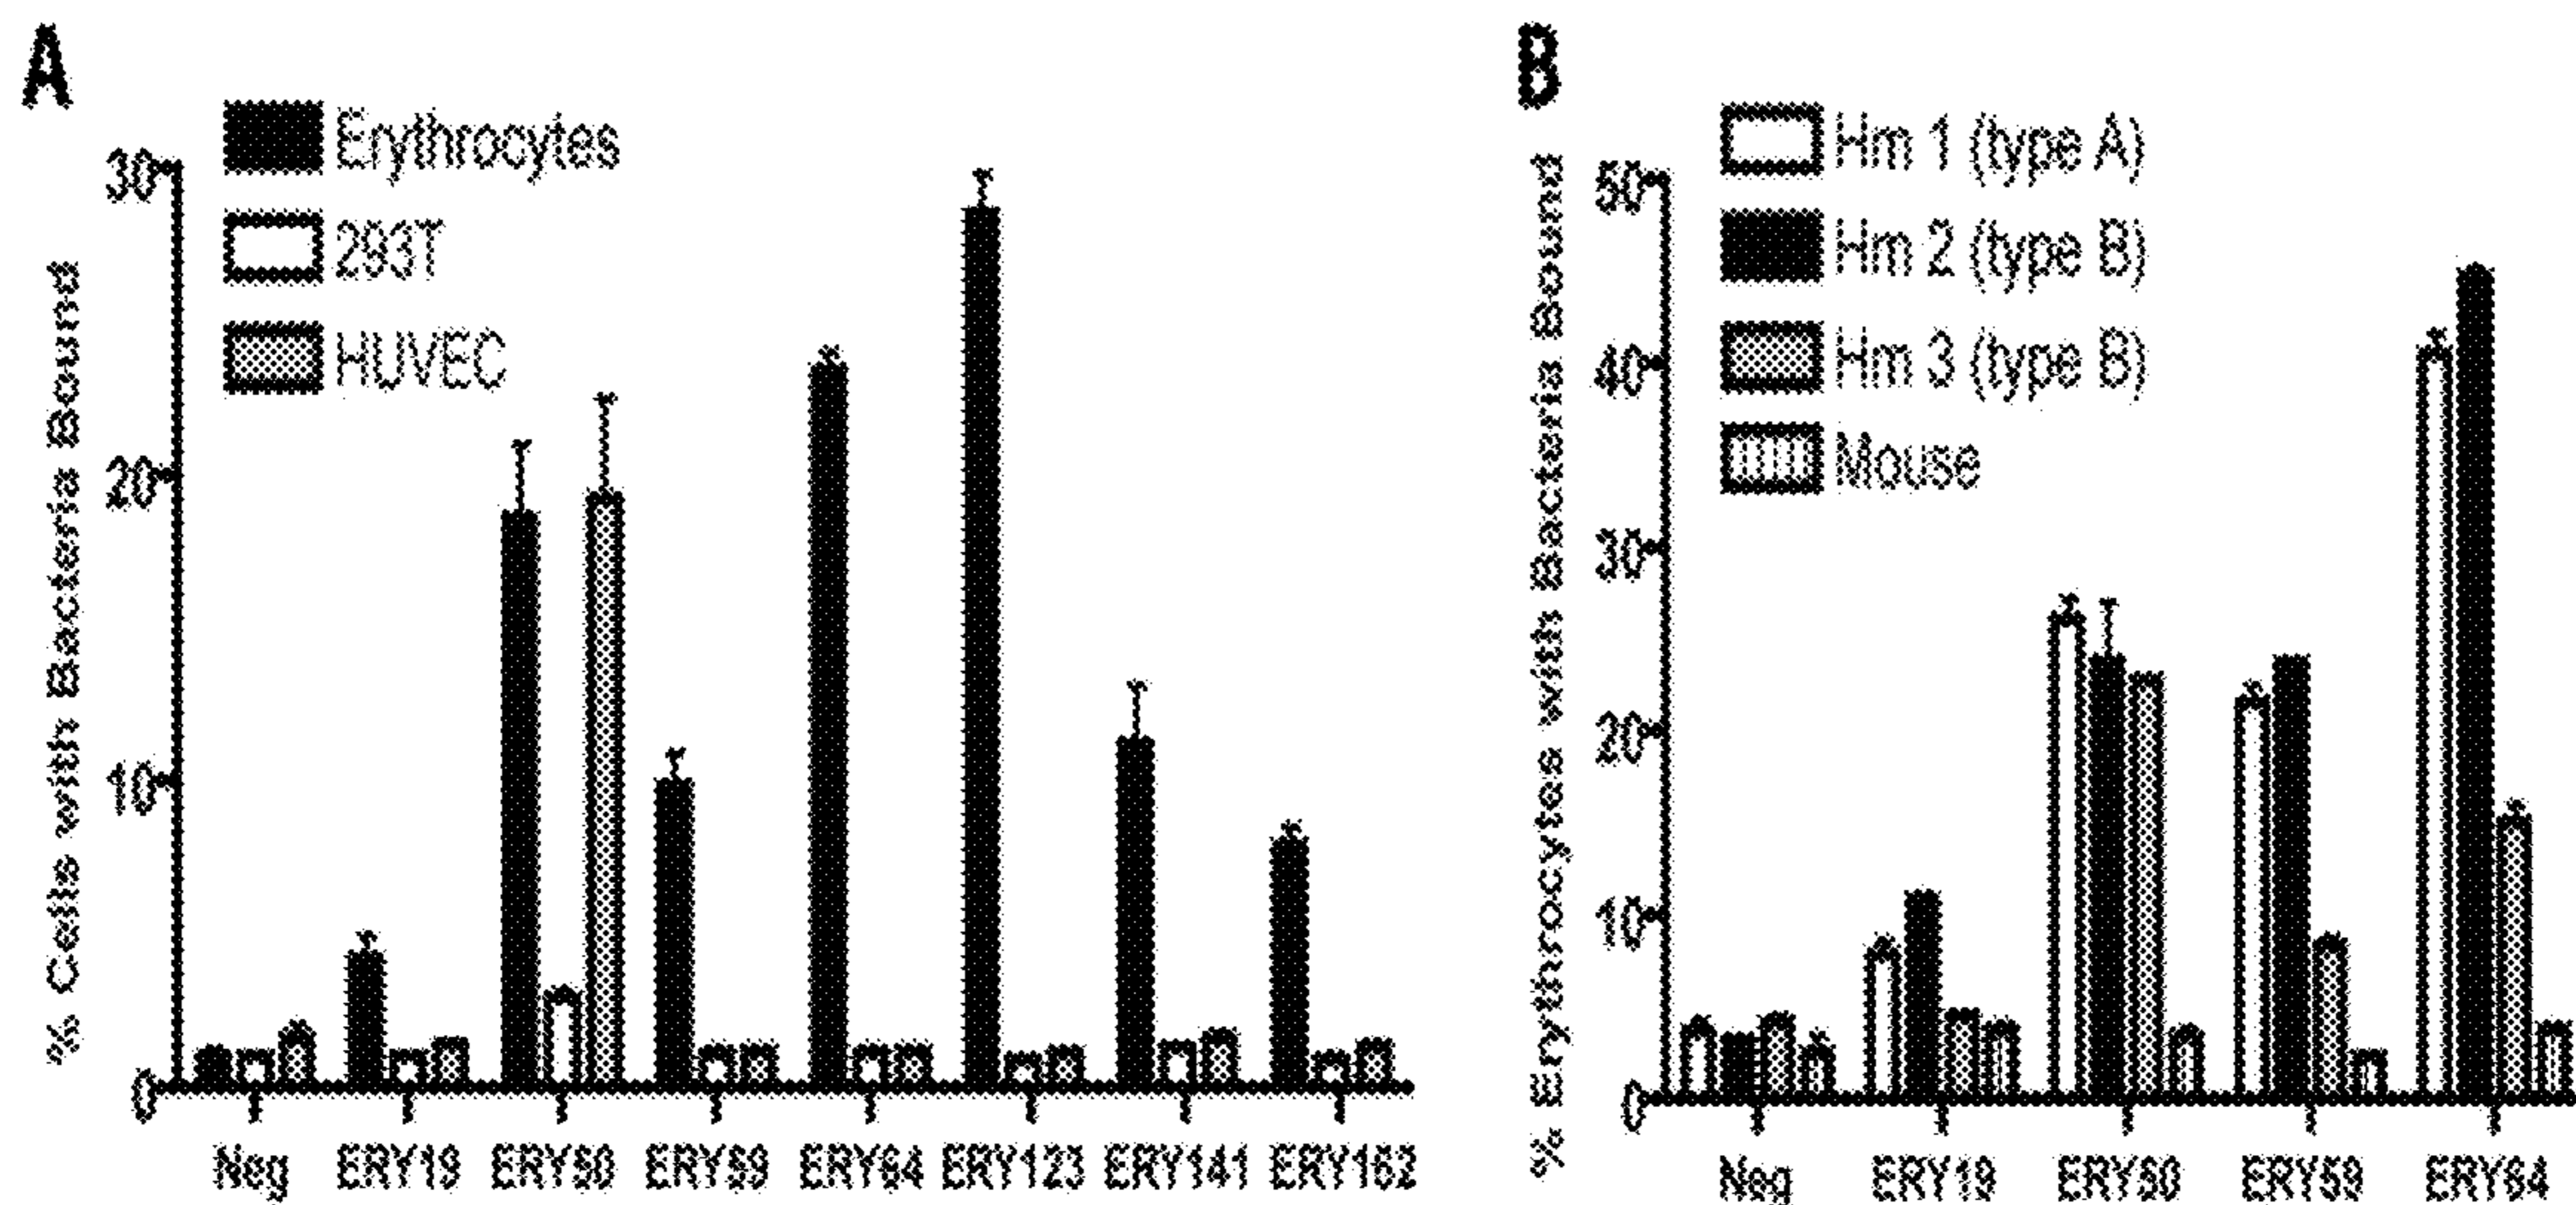 A
Erythrocytes
293T
HUVEC
% Cells with Bacteria Bound
30
20
10
0
Neg ERY19 ERY50 ERY59 ERY64 ERY123 ERY141 ERY162
B
Hm 1 (type A)
Hm 2 (type B)
Hm 3 (type B)
Mouse
% Erythrocytes with Bacteria Bound
50
40
30
20
10
0
Neg ERY19 ERY50 ERY59 ERY64